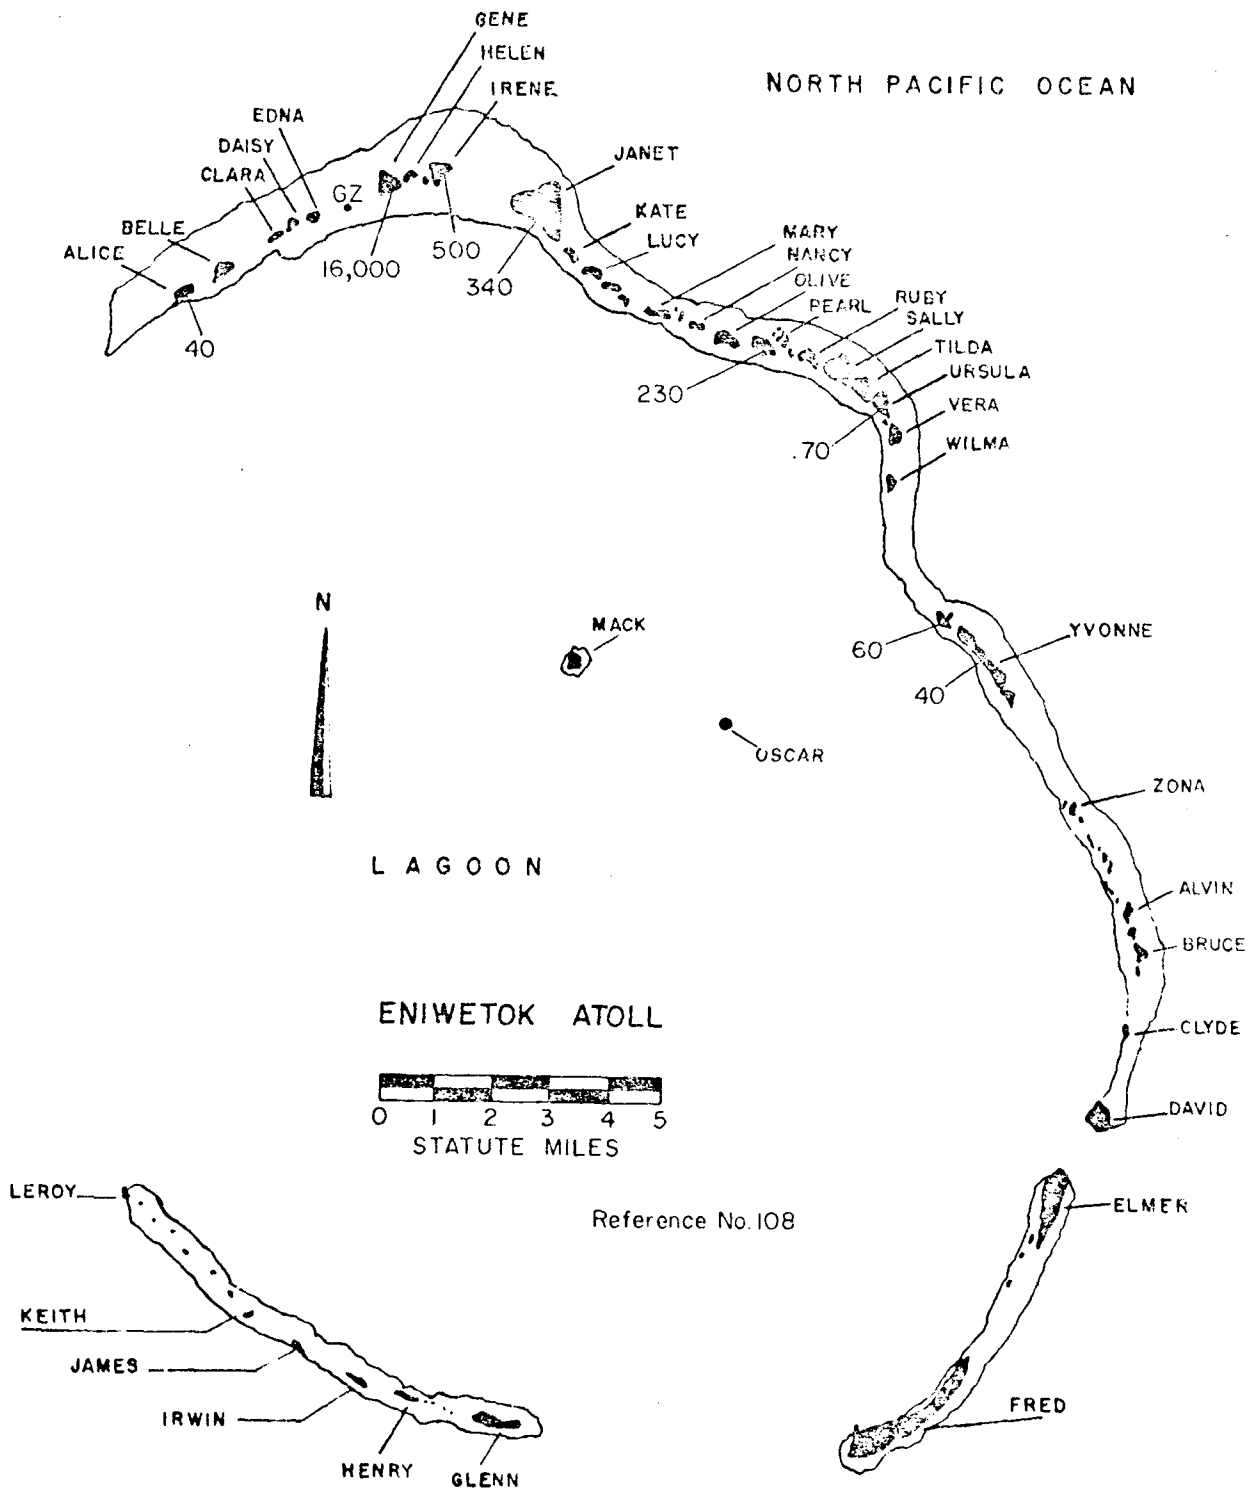 GENE
HELEN
IRENE
NORTH PACIFIC OCEAN
EDNA
DAISY
CLARA
BELLE
ALICE
GZ
JANET
KATE
LUCY
MARY
NANCY
OLIVE
PEARL
RUBY
SALLY
TILDA
URSULA
VERA
WILMA
16,000
500
340
40
230
.70
N
MACK
60
YVONNE
40
OSCAR
ZONA
LAGOON
ALVIN
BRUCE
ENIWETOK ATOLL
CLYDE
0 1 2 3 4 5
STATUTE MILES
DAVID
LEROY
Reference No. 108
ELMER
KEITH
JAMES
IRWIN
HENRY
GLENN
FRED